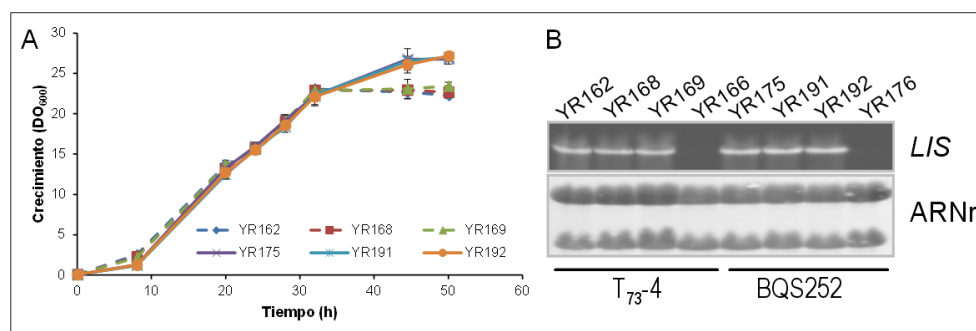 A
Crecimiento (DO600)
30
25
20
15
10
5
0
YR162
YR168
YR169
YR175
YR191
YR192
0
10
20
30
40
50
60
Tiempo (h)
B
YR162
YR168
YR169
YR166
YR175
YR191
YR192
YR176
LIS
ARNr
T73-4
BQS252